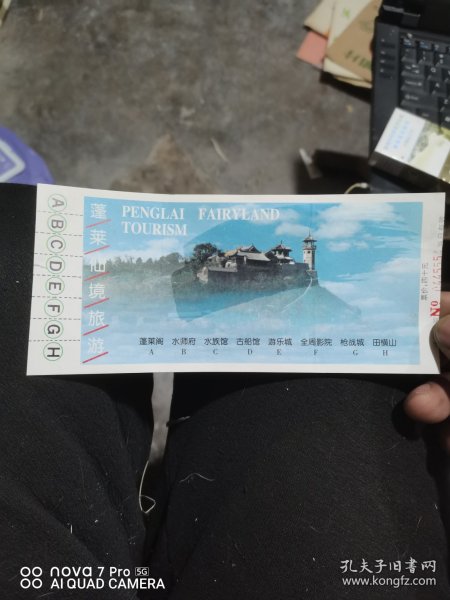 PENGLAI FAIRYLAND
TOURISM
蓬莱仙境旅游
A
B
C
D
E
F
G
H
蓬莱阁 水师府 水族馆 古船馆 游乐城 全周影院 枪战城 田横山
A B C D E F G H
No
nova 7 Pro 5G
AI QUAD CAMERA
孔夫子旧书网
www.kongfz.com